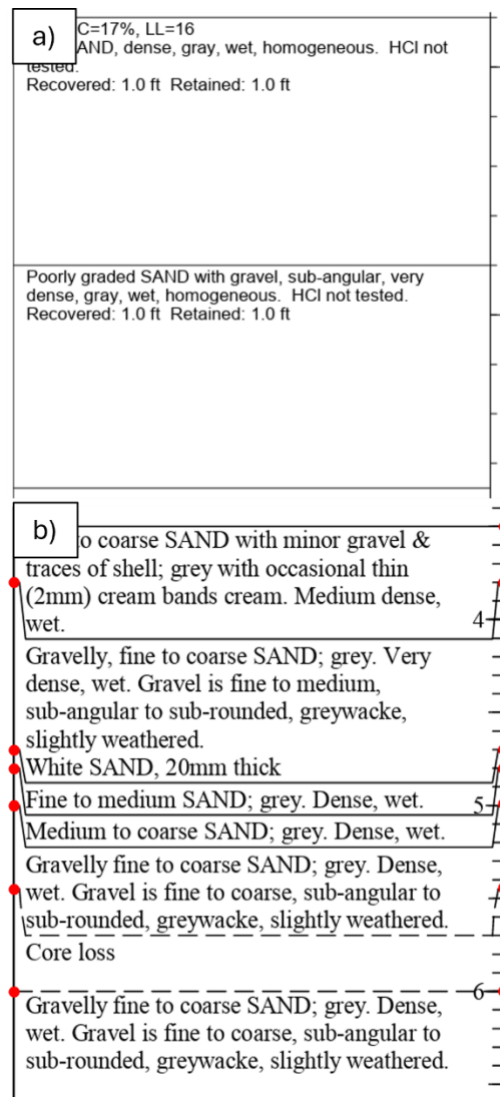 a)
C=17%, LL=16
AND, dense, gray, wet, homogeneous.  HCl not
tested.
Recovered: 1.0 ft  Retained: 1.0 ft
Poorly graded SAND with gravel, sub-angular, very
dense, gray, wet, homogeneous.  HCl not tested.
Recovered: 1.0 ft  Retained: 1.0 ft
b)
to coarse SAND with minor gravel &
traces of shell; grey with occasional thin
(2mm) cream bands cream. Medium dense,
wet.
4
Gravelly, fine to coarse SAND; grey. Very
dense, wet. Gravel is fine to medium,
sub-angular to sub-rounded, greywacke,
slightly weathered.
White SAND, 20mm thick
Fine to medium SAND; grey. Dense, wet.
5
Medium to coarse SAND; grey. Dense, wet.
Gravelly fine to coarse SAND; grey. Dense,
wet. Gravel is fine to coarse, sub-angular to
sub-rounded, greywacke, slightly weathered.
Core loss
6
Gravelly fine to coarse SAND; grey. Dense,
wet. Gravel is fine to coarse, sub-angular to
sub-rounded, greywacke, slightly weathered.